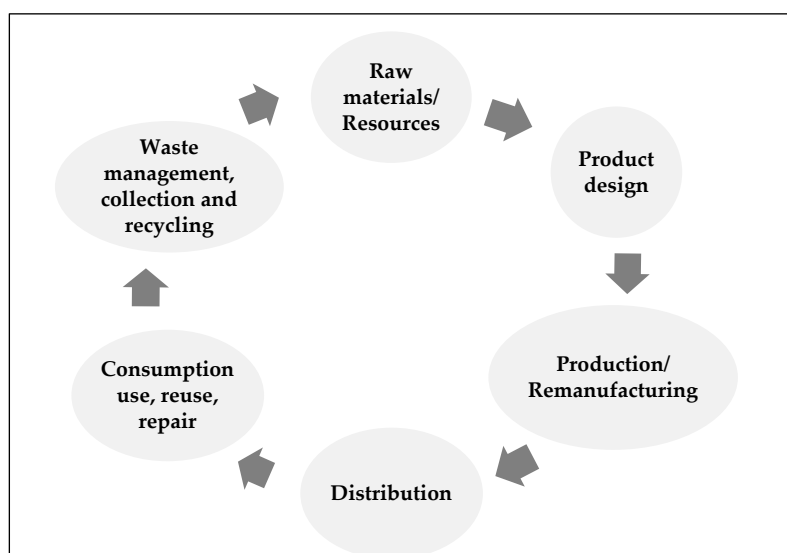 Raw
materials/
Resources
Product
design
Production/
Remanufacturing
Distribution
Consumption
use, reuse,
repair
Waste
management,
collection and
recycling